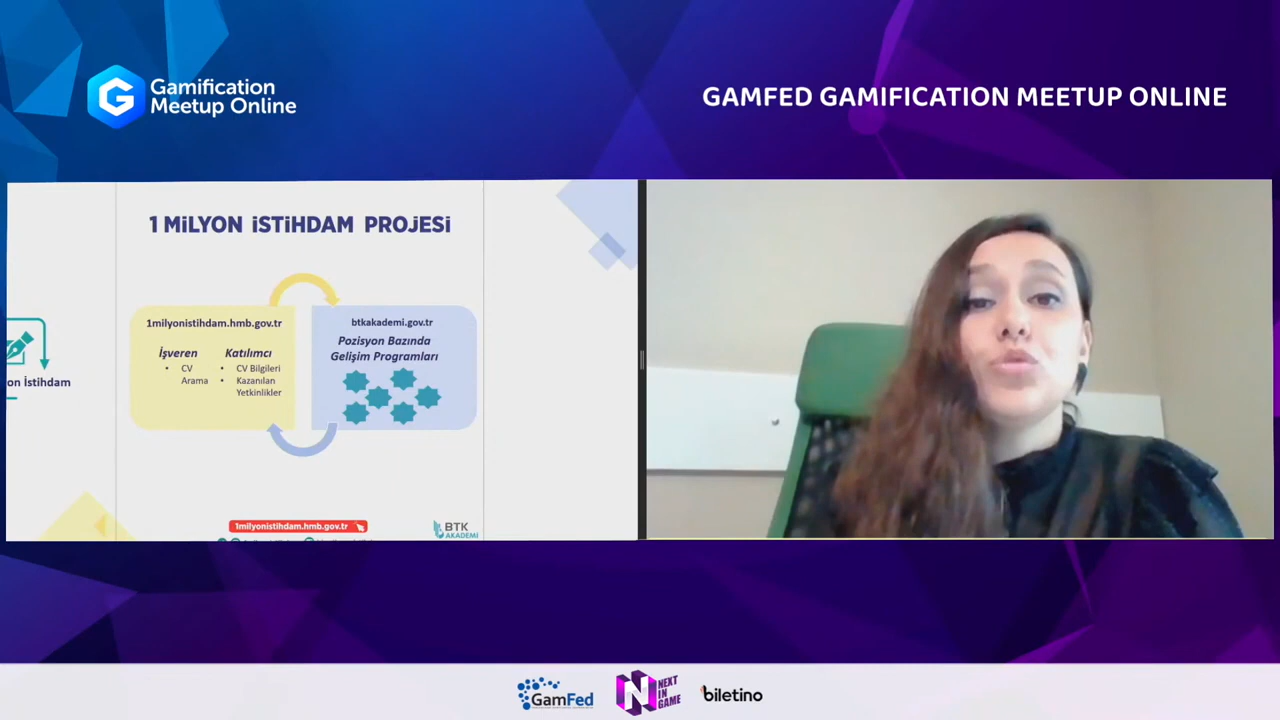 Gamification
Meetup Online
GAMFED GAMIFICATION MEETUP ONLINE
1 MİLYON İSTİHDAM PROJESİ
1milyonistihdam.hmb.gov.tr
İşveren
• CV
Arama
Katılımcı
• CV Bilgileri
• Kazanılan
Yetkinlikler
btkakademi.gov.tr
Pozisyon Bazında
Gelişim Programları
on İstihdam
1milyonistihdam.hmb.gov.tr
BTK
AKADEMİ
GamFed
NEXT
IN
GAME
biletino